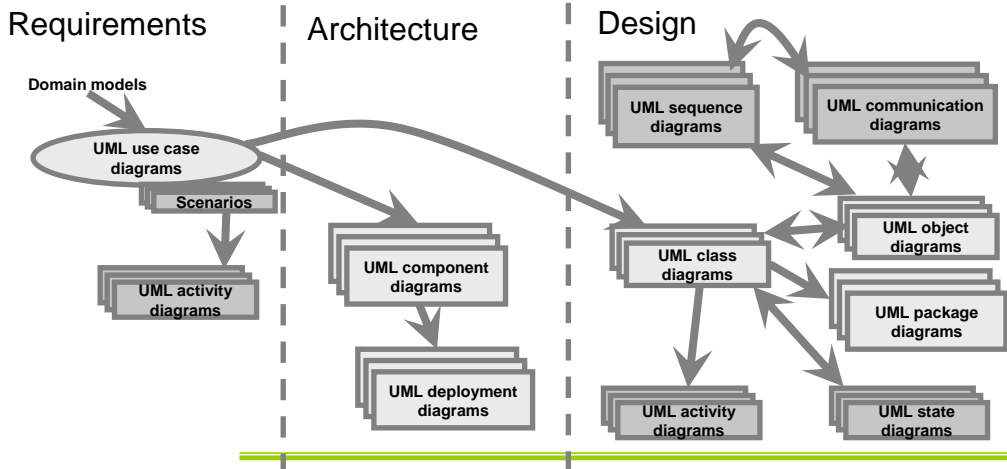 Requirements
Architecture
Design
Domain models
UML use case
diagrams
Scenarios
UML activity
diagrams
UML component
diagrams
UML deployment
diagrams
UML sequence
diagrams
UML communication
diagrams
UML object
diagrams
UML class
diagrams
UML package
diagrams
UML activity
diagrams
UML state
diagrams